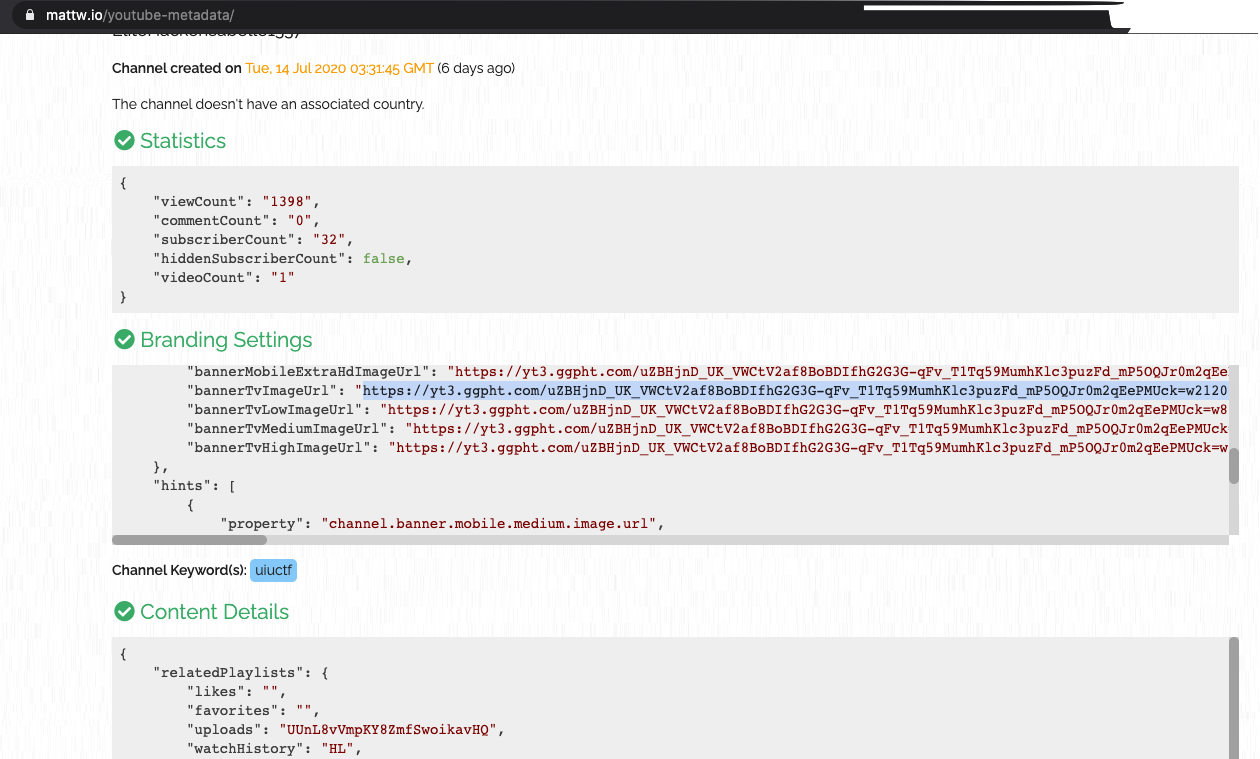 mattw.io/youtube-metadata/
Channel created on Tue, 14 Jul 2020 03:31:45 GMT (6 days ago)
The channel doesn't have an associated country.
Statistics
{
"viewCount": "1398",
"commentCount": "0",
"subscriberCount": "32",
"hiddenSubscriberCount": false,
"videoCount": "1"
}
Branding Settings
"bannerMobileExtraHdImageUrl": "https://yt3.ggpht.com/uZBHjnD_UK_VWCtV2af8BoBDIfhG2G3G-qFv_T1Tq59MumhKlc3puzFd_mP5OQJr0m2qEe
"bannerTvImageUrl": "https://yt3.ggpht.com/uZBHjnD_UK_VWCtV2af8BoBDIfhG2G3G-qFv_T1Tq59MumhKlc3puzFd_mP5OQJr0m2qEePMUck=w2120
"bannerTvLowImageUrl": "https://yt3.ggpht.com/uZBHjnD_UK_VWCtV2af8BoBDIfhG2G3G-qFv_T1Tq59MumhKlc3puzFd_mP5OQJr0m2qEePMUck=w8
"bannerTvMediumImageUrl": "https://yt3.ggpht.com/uZBHjnD_UK_VWCtV2af8BoBDIfhG2G3G-qFv_T1Tq59MumhKlc3puzFd_mP5OQJr0m2qEePMUck
"bannerTvHighImageUrl": "https://yt3.ggpht.com/uZBHjnD_UK_VWCtV2af8BoBDIfhG2G3G-qFv_T1Tq59MumhKlc3puzFd_mP5OQJr0m2qEePMUck=w
},
"hints": [
{
"property": "channel.banner.mobile.medium.image.url",
Channel Keyword(s): uiuctf
Content Details
{
"relatedPlaylists": {
"likes": "",
"favorites": "",
"uploads": "UUnL8vVmpKY8ZmfSwoikavHQ",
"watchHistory": "HL",